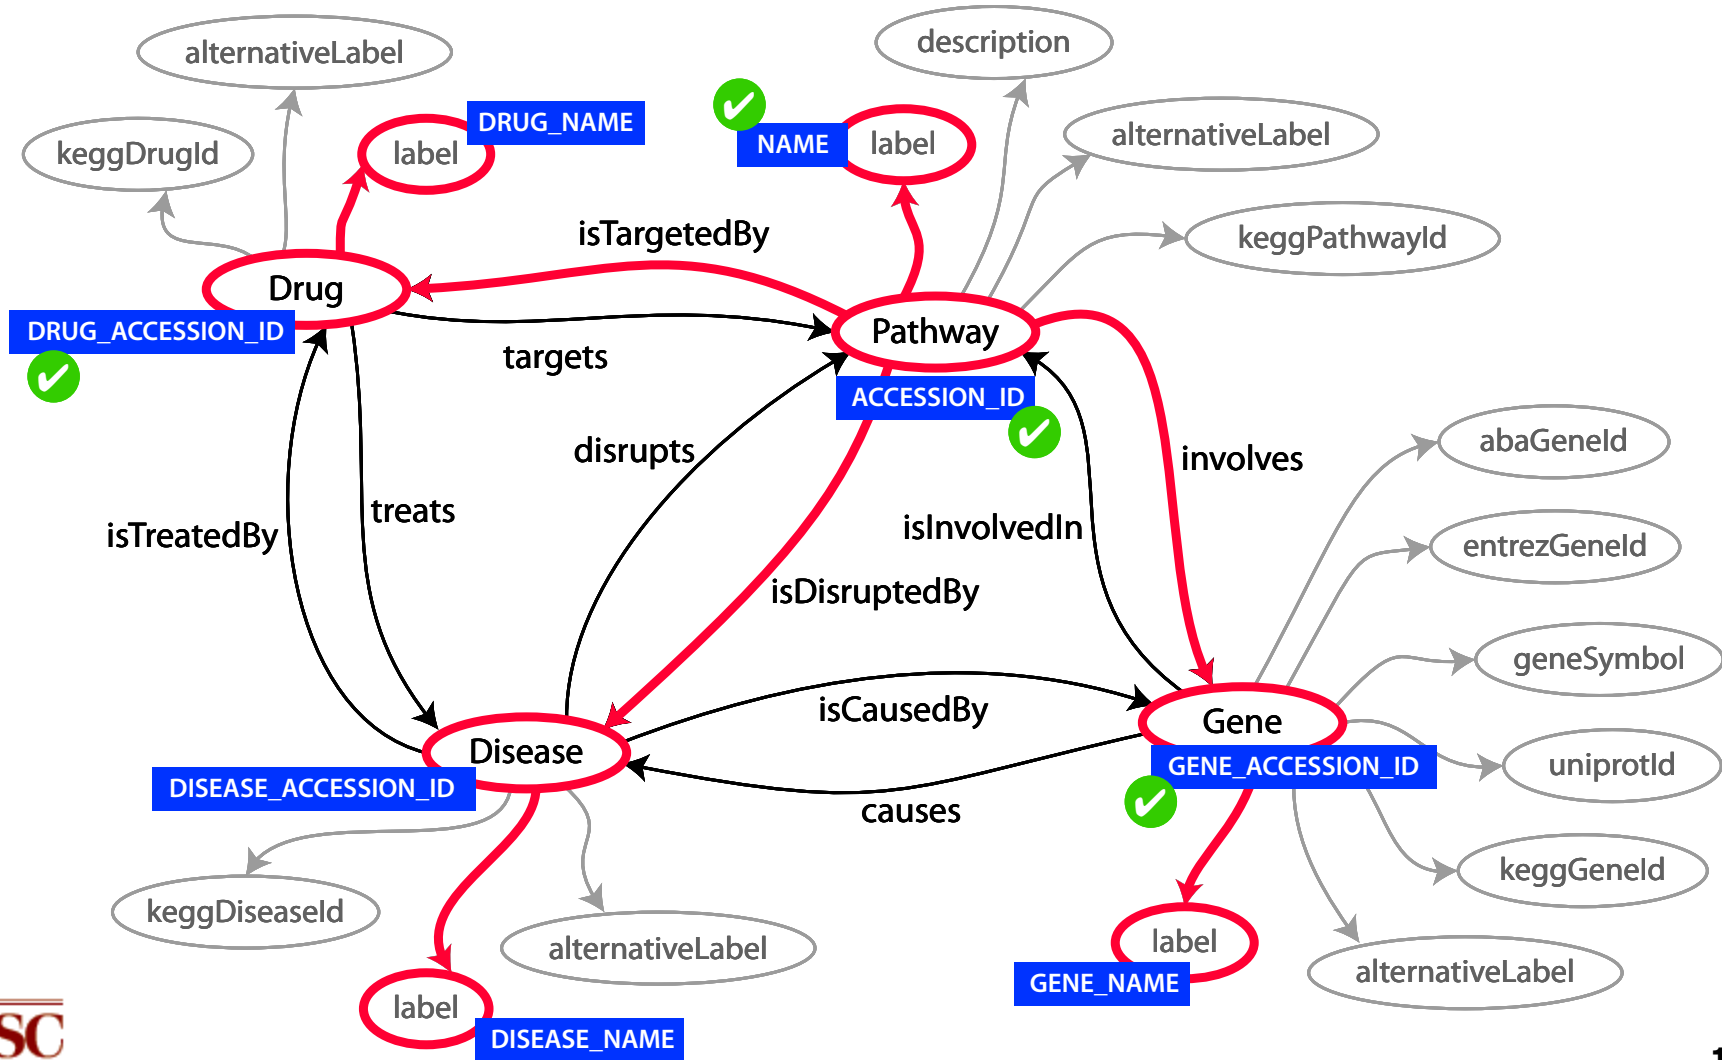 description
alternativeLabel
DRUG_NAME
label
NAME
label
alternativeLabel
keggDrugId
isTargetedBy
keggPathwayId
Drug
DRUG_ACCESSION_ID
Pathway
targets
ACCESSION_ID
disrupts
involves
abaGeneId
treats
isTreatedBy
isInvolvedIn
entrezGeneId
isDisruptedBy
geneSymbol
isCausedBy
Gene
Disease
GENE_ACCESSION_ID
uniprotId
DISEASE_ACCESSION_ID
causes
keggGeneId
keggDiseaseId
label
alternativeLabel
alternativeLabel
GENE_NAME
label
DISEASE_NAME
SC